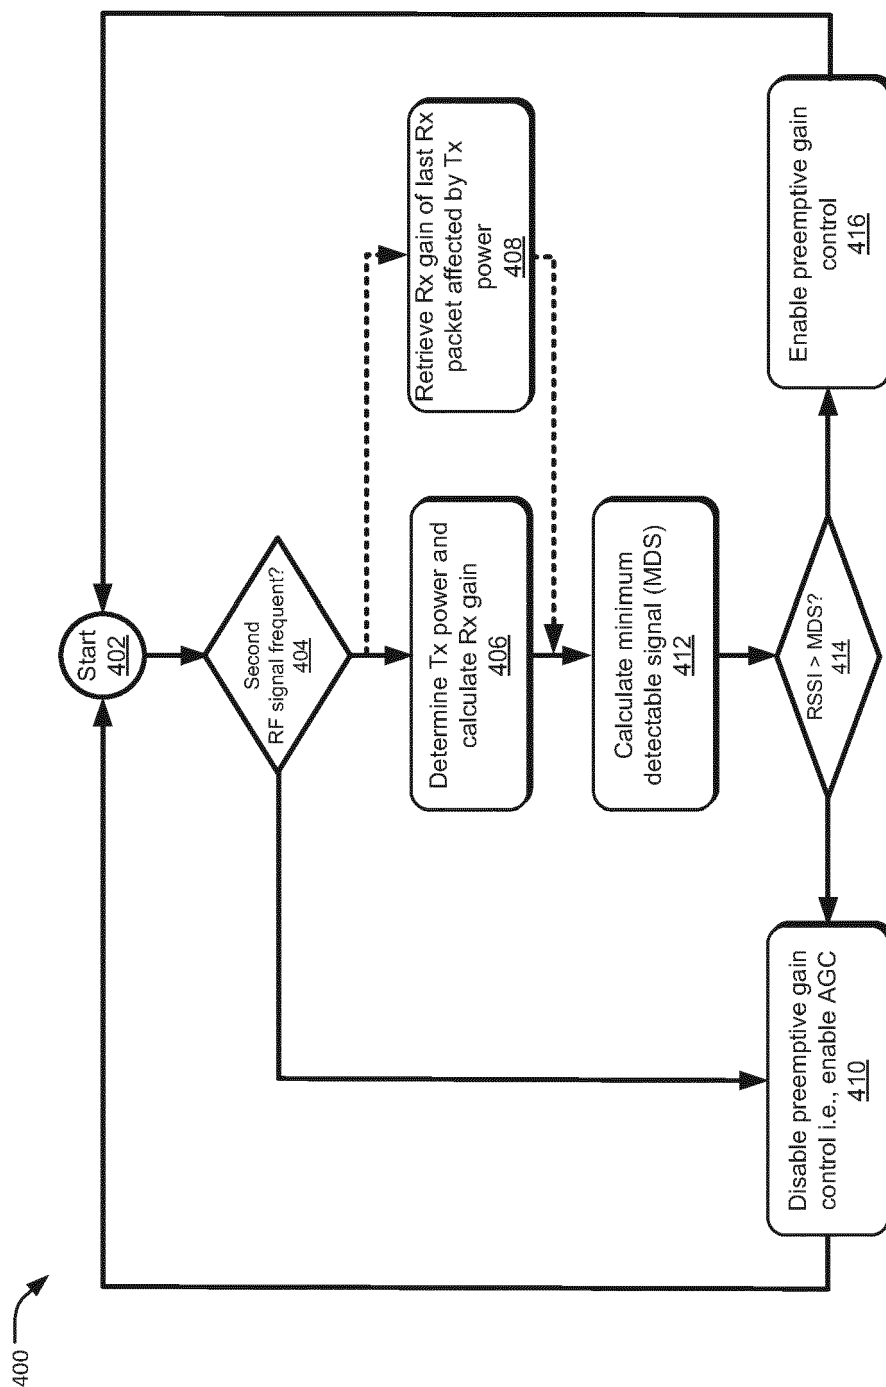 400
Start
402
Second
RF signal frequent?
404
Determine Tx power and
calculate Rx gain
406
Retrieve Rx gain of last Rx
packet affected by Tx
power
408
Calculate minimum
detectable signal (MDS)
412
RSSI > MDS?
414
Disable preemptive gain
control i.e., enable AGC
410
Enable preemptive gain
control
416